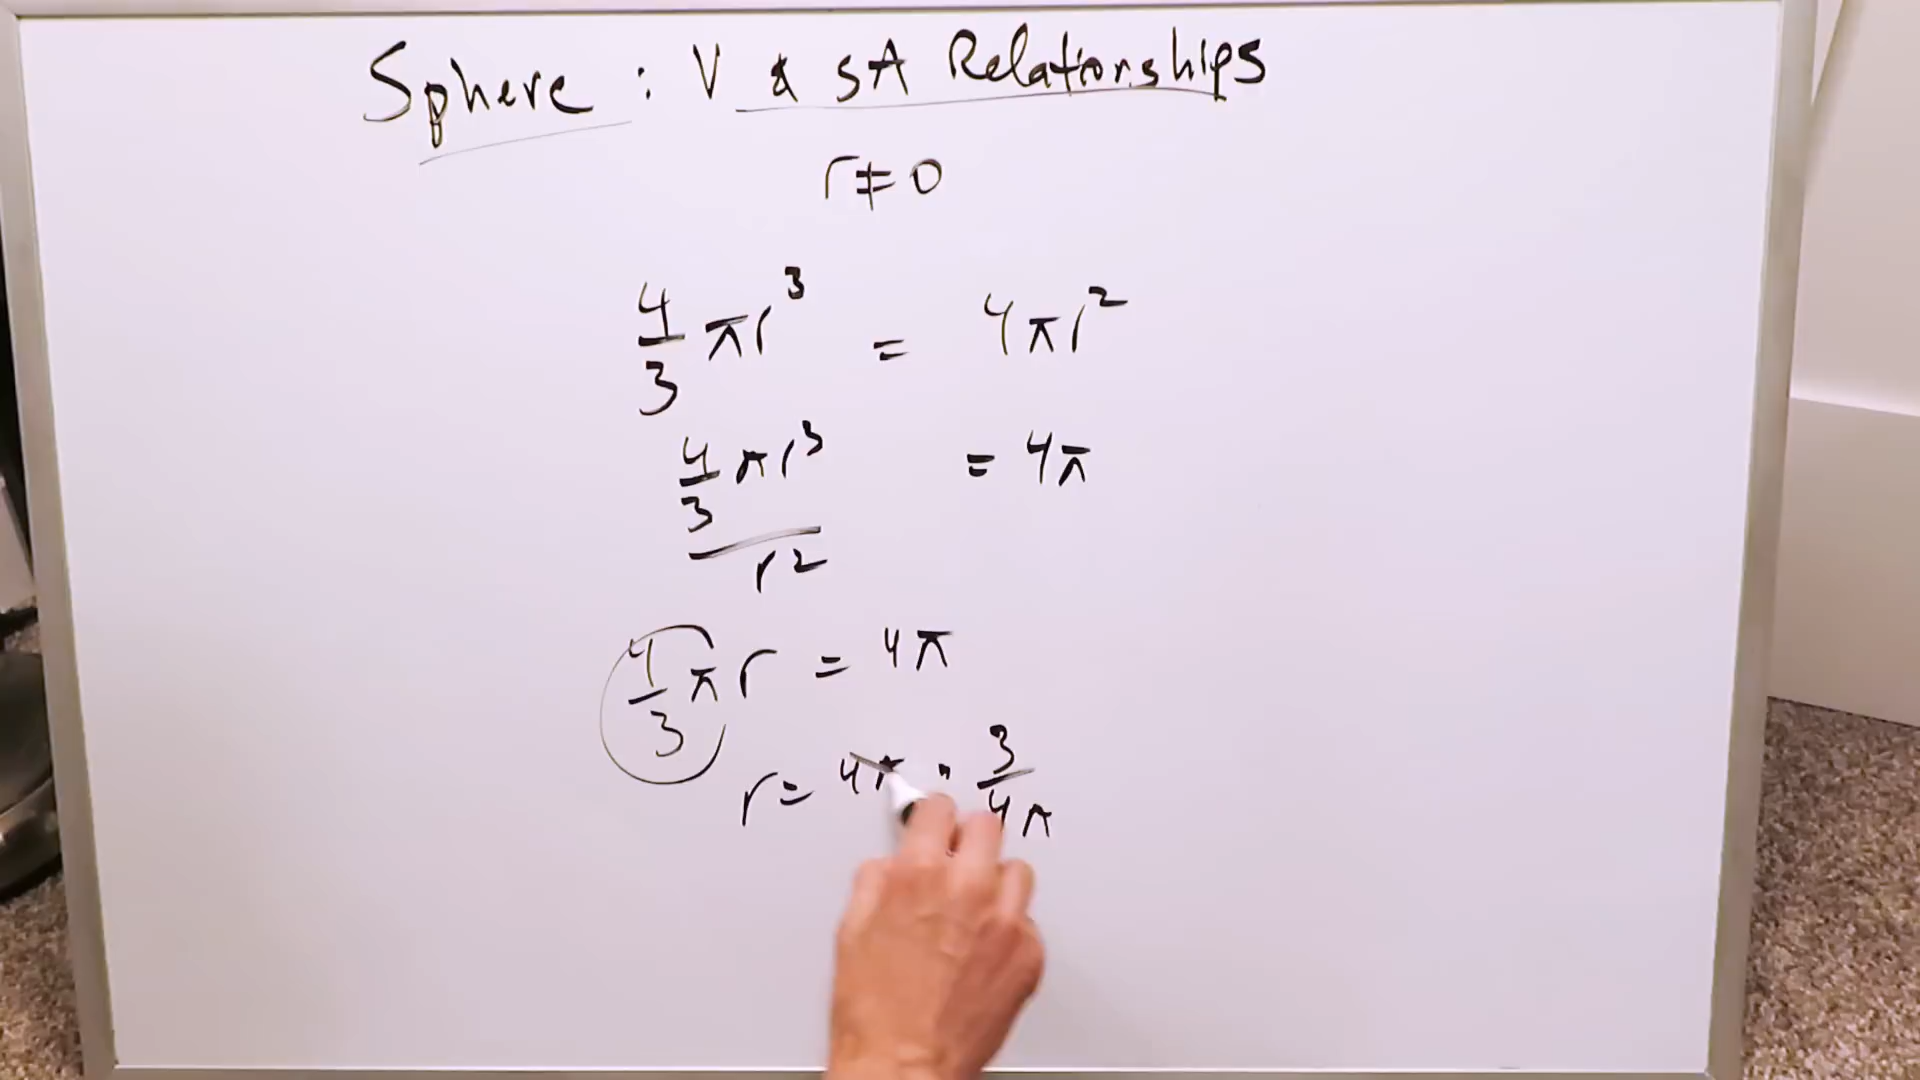 Sphere : V & SA Relationships
r ≠ 0
4/3 πr³ = 4πr²
4/3 πr³ / r² = 4π
4/3 π r = 4π
r = 4π · 3/4π